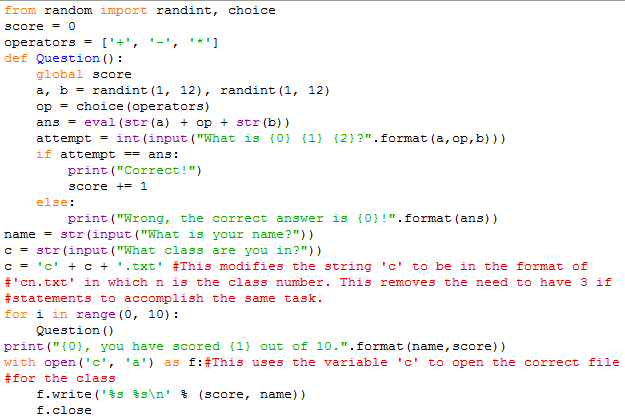 from random import randint, choice
score = 0
operators = ['+', '-', '*']
def Question():
    global score
    a, b = randint(1, 12), randint(1, 12)
    op = choice(operators)
    ans = eval(str(a) + op + str(b))
    attempt = int(input("What is {0} {1} {2}?".format(a,op,b)))
    if attempt == ans:
        print("Correct!")
        score += 1
    else:
        print("Wrong, the correct answer is {0}!".format(ans))
name = str(input("What is your name?"))
c = str(input("What class are you in?"))
c = 'c' + c + '.txt' #This modifies the string 'c' to be in the format of
#'cn.txt' in which n is the class number. This removes the need to have 3 if
#statements to accomplish the same task.
for i in range(0, 10):
    Question()
print("{0}, you have scored {1} out of 10.".format(name,score))
with open('c', 'a') as f:#This uses the variable 'c' to open the correct file
#for the class
    f.write('%s %s\n' % (score, name))
    f.close